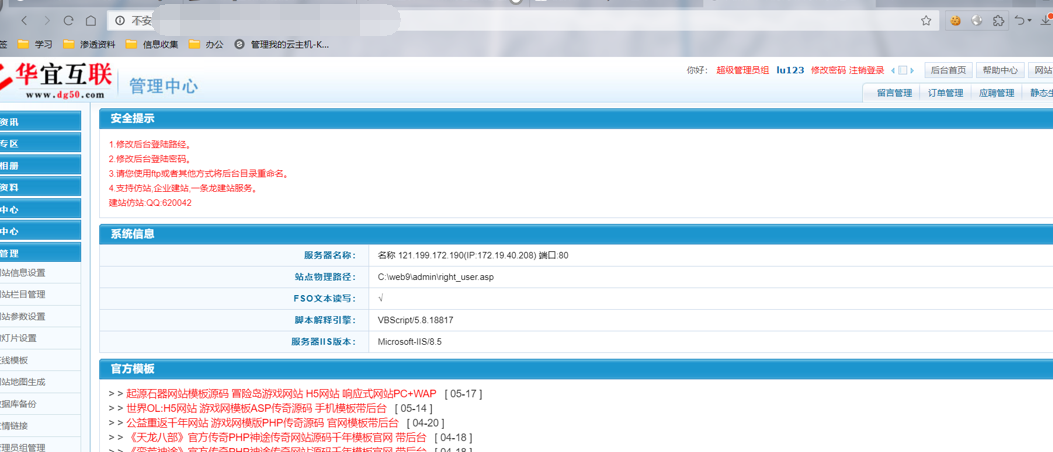 不安
签 学习 渗透资料 信息收集 办公 管理我的云主机-K...
华宜互联
www.dg50.com
管理中心
你好: 超级管理员组 lu123 修改密码 注销登录 后台首页 帮助中心 网站
留言管理 订单管理 应聘管理 静态生
资讯
专区
相册
资料
中心
中心
管理
站信息设置
站栏目管理
站参数设置
灯片设置
线模板
站地图生成
据库备份
情链接
理员组管理
安全提示
1.修改后台登陆路经。
2.修改后台登陆密码。
3.请您使用ftp或者其他方式将后台目录重命名。
4.支持仿站,企业建站,一条龙建站服务。
建站仿站:QQ:620042
系统信息
服务器名称: 名称 121.199.172.190(IP:172.19.40.208) 端口:80
站点物理路径: C:\web9\admin\right_user.asp
FSO文本读写: √
脚本解释引擎: VBScript/5.8.18817
服务器IIS版本: Microsoft-IIS/8.5
官方模板
> > 起源石器网站模板源码 冒险岛游戏网站 H5网站 响应式网站PC+WAP [ 05-17 ]
> > 世界OL:H5网站 游戏网模板ASP传奇源码 手机模板带后台 [ 05-14 ]
> > 公益重返千年网站 游戏网模版PHP传奇源码 官网模板带后台 [ 04-20 ]
> > 《天龙八部》官方传奇PHP神途传奇网站源码千年模板官网 带后台 [ 04-18 ]